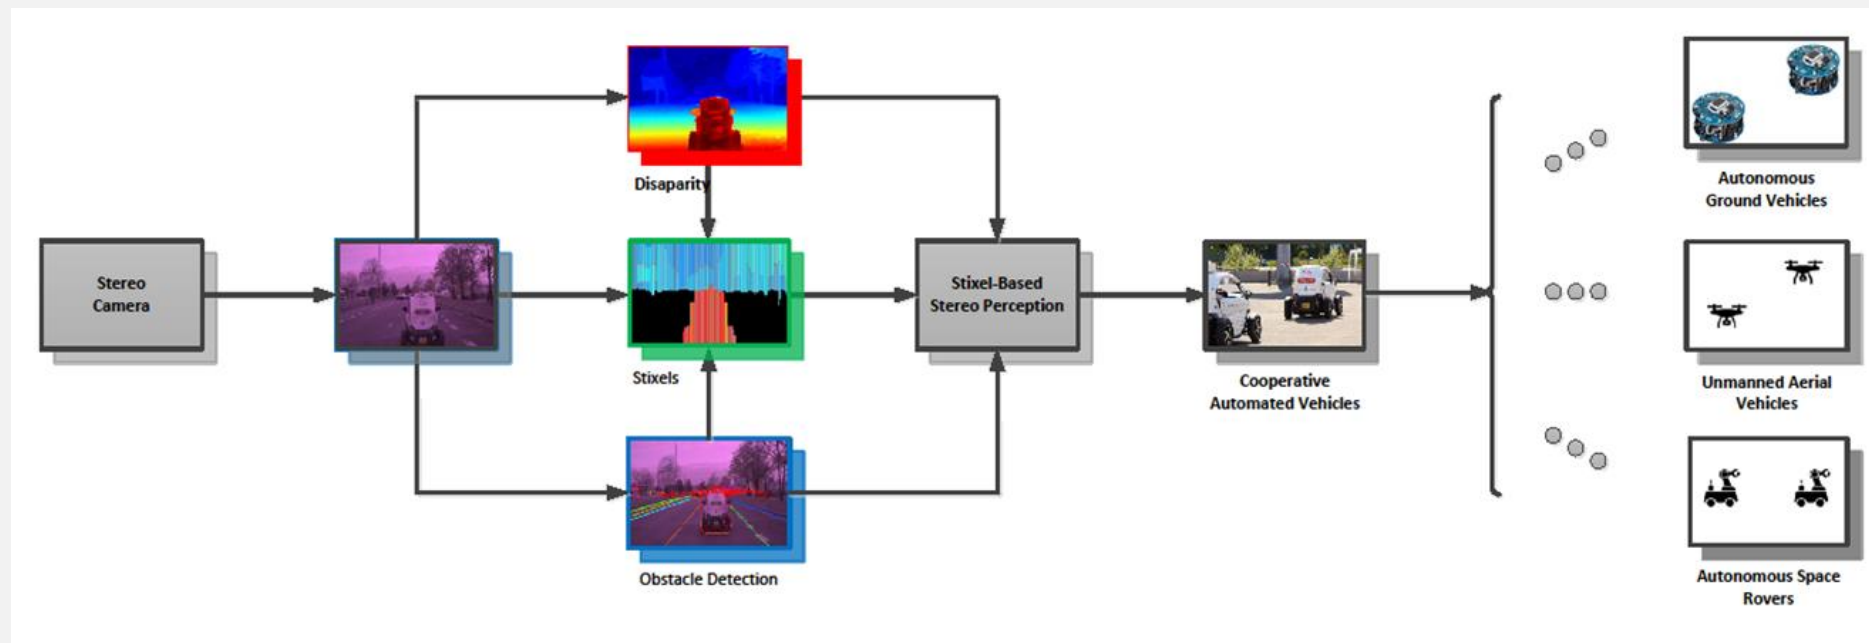 Disaparity
Stereo
Camera
Stixels
Stixel-Based
Stereo Perception
Obstacle Detection
Cooperative
Automated Vehicles
Autonomous
Ground Vehicles
Unmanned Aerial
Vehicles
Autonomous Space
Rovers